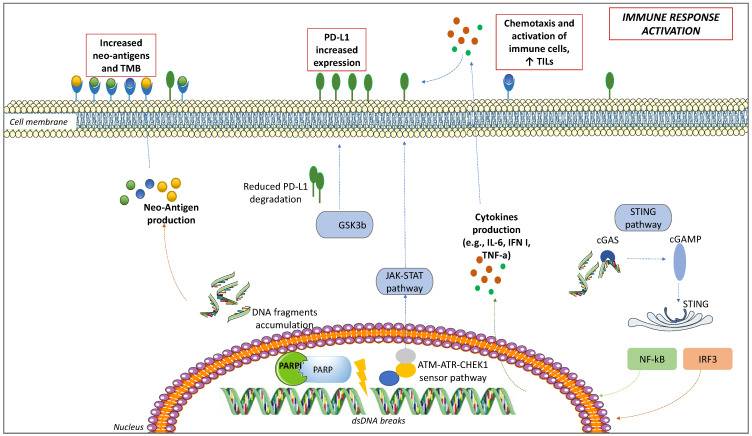 IMMUNE RESPONSE
ACTIVATION
Increased
neo-antigens
and TMB
PD-L1
increased
expression
Chemotaxis and
activation of
immune cells,
↑ TILs
Cell membrane
Reduced PD-L1
degradation
GSK3b
Neo-Antigen
production
Cytokines
production
(e.g., IL-6, IFN I,
TNF-a)
STING
pathway
cGAS
cGAMP
STING
JAK-STAT
pathway
DNA fragments
accumulation
NF-kB
IRF3
PARPi
PARP
ATM-ATR-CHEK1
sensor pathway
dsDNA breaks
Nucleus